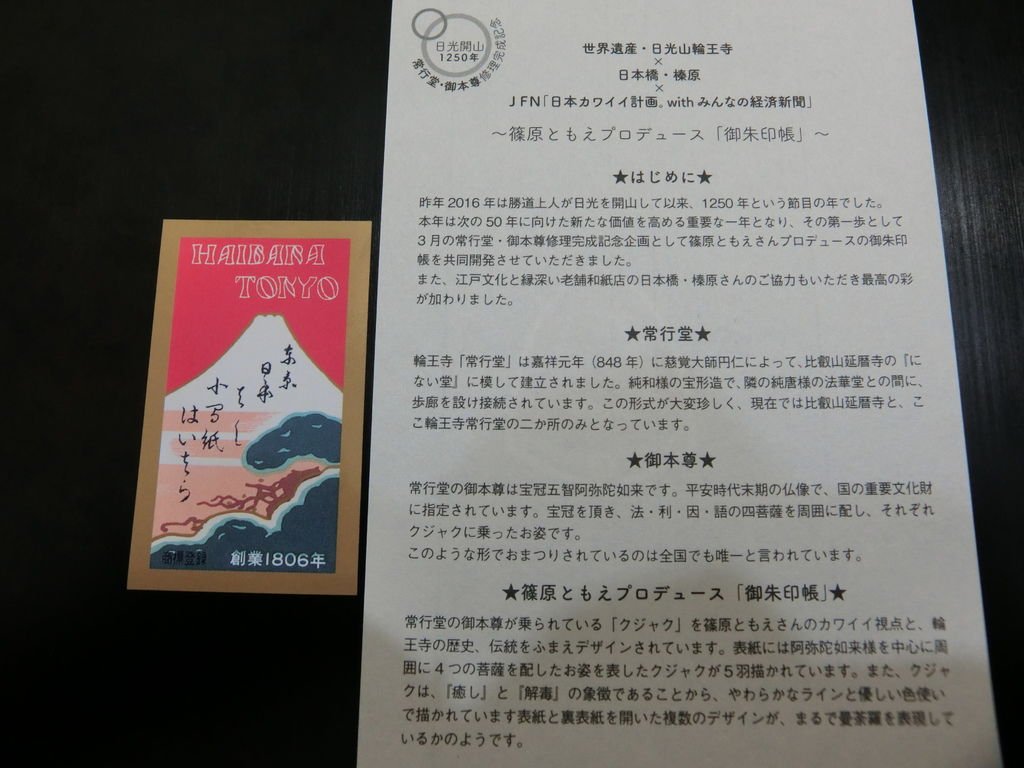 HAIBARA
TOKYO
東京
日本
はし
小間紙
はいばら
商標登録
創業1806年
日光開山
1250年
常行堂・御本尊修理完成記念
世界遺産・日光山輪王寺
×
日本橋・榛原
×
JFN「日本カワイイ計画。withみんなの経済新聞」
～篠原ともえプロデュース「御朱印帳」～
★はじめに★
昨年2016年は勝道上人が日光を開山して以来、1250年という節目の年でした。
本年は次の50年に向けた新たな価値を高める重要な一年となり、その第一歩として
3月の常行堂・御本尊修理完成記念企画として篠原ともえさんプロデュースの御朱印
帳を共同開発させていただきました。
また、江戸文化と縁深い老舗和紙店の日本橋・榛原さんのご協力もいただき最高の彩
が加わりました。
★常行堂★
輪王寺「常行堂」は嘉祥元年（848年）に慈覚大師円仁によって、比叡山延暦寺の『に
ない堂』に模して建立されました。純和様の宝形造で、隣の純唐様の法華堂との間に、
歩廊を設け接続されています。この形式が大変珍しく、現在では比叡山延暦寺と、こ
こ輪王寺常行堂の二か所のみとなっています。
★御本尊★
常行堂の御本尊は宝冠五智阿弥陀如来です。平安時代末期の仏像で、国の重要文化財
に指定されています。宝冠を頂き、法・利・因・語の四菩薩を周囲に配し、それぞれ
クジャクに乗ったお姿です。
このような形でおまつりされているのは全国でも唯一と言われています。
★篠原ともえプロデュース「御朱印帳」★
常行堂の御本尊が乗られている「クジャク」を篠原ともえさんのカワイイ視点と、輪
王寺の歴史、伝統をふまえデザインされています。表紙には阿弥陀如来様を中心に周
囲に4つの菩薩を配したお姿を表したクジャクが5羽描かれています。また、クジャ
クは、『癒し』と『解毒』の象徴であることから、やわらかなラインと優しい色使い
で描かれています表紙と裏表紙を開いた複数のデザインが、まるで曼荼羅を表現して
いるかのようです。